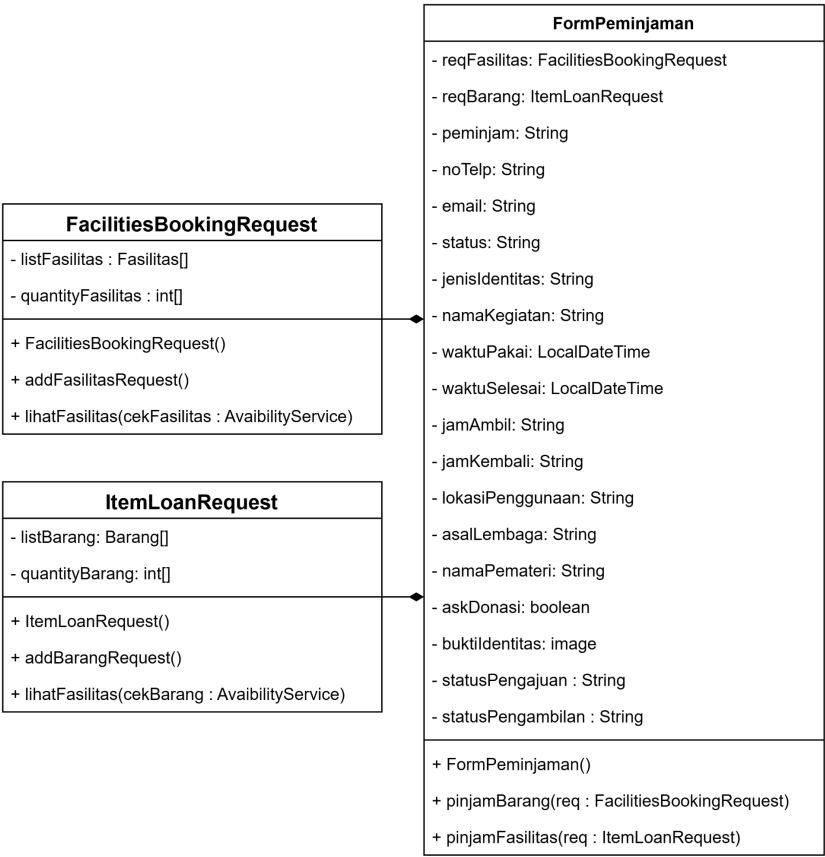 FacilitiesBookingRequest
- listFasilitas : Fasilitas[]
- quantityFasilitas : int[]
+ FacilitiesBookingRequest()
+ addFasilitasRequest()
+ lihatFasilitas(cekFasilitas : AvaibilityService)
ItemLoanRequest
- listBarang: Barang[]
- quantityBarang: int[]
+ ItemLoanRequest()
+ addBarangRequest()
+ lihatFasilitas(cekBarang : AvaibilityService)
FormPeminjaman
- reqFasilitas: FacilitiesBookingRequest
- reqBarang: ItemLoanRequest
- peminjam: String
- noTelp: String
- email: String
- status: String
- jenisIdentitas: String
- namaKegiatan: String
- waktuPakai: LocalDateTime
- waktuSelesai: LocalDateTime
- jamAmbil: String
- jamKembali: String
- lokasiPenggunaan: String
- asalLembaga: String
- namaPemateri: String
- askDonasi: boolean
- buktiIdentitas: image
- statusPengajuan : String
- statusPengambilan : String
+ FormPeminjaman()
+ pinjamBarang(req : FacilitiesBookingRequest)
+ pinjamFasilitas(req : ItemLoanRequest)